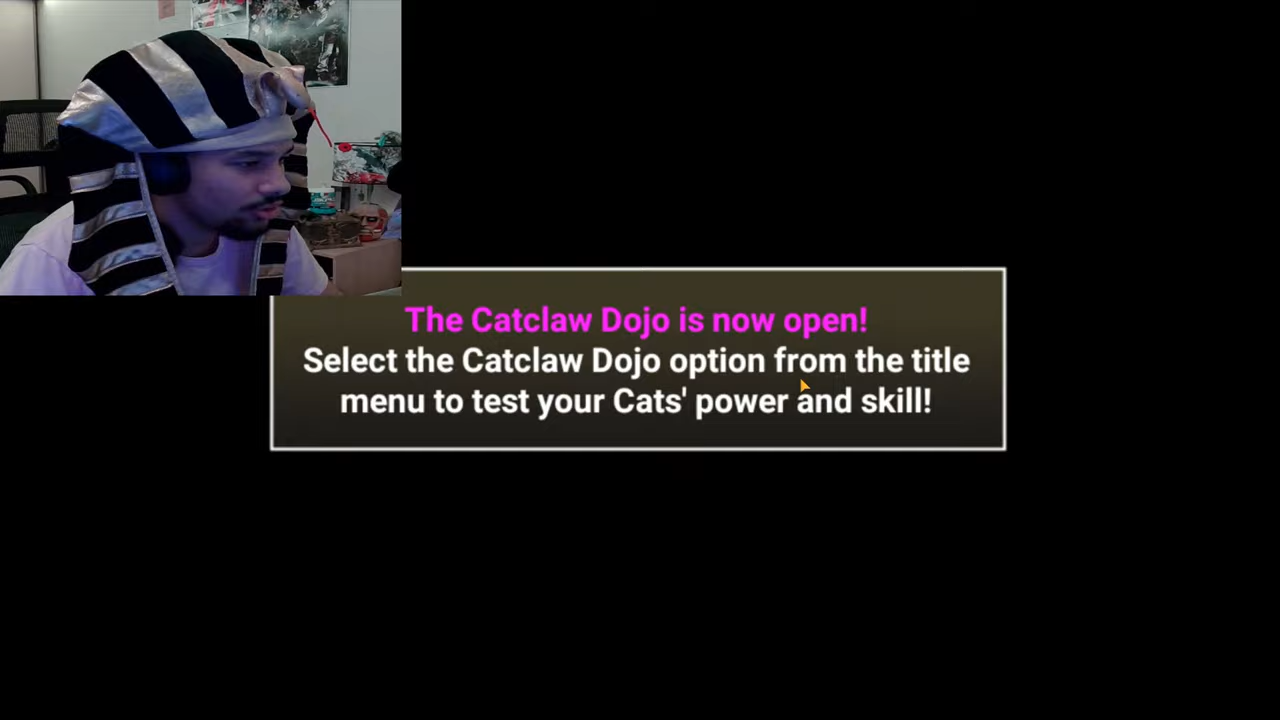 The Catclaw Dojo is now open!
Select the Catclaw Dojo option from the title
menu to test your Cats' power and skill!